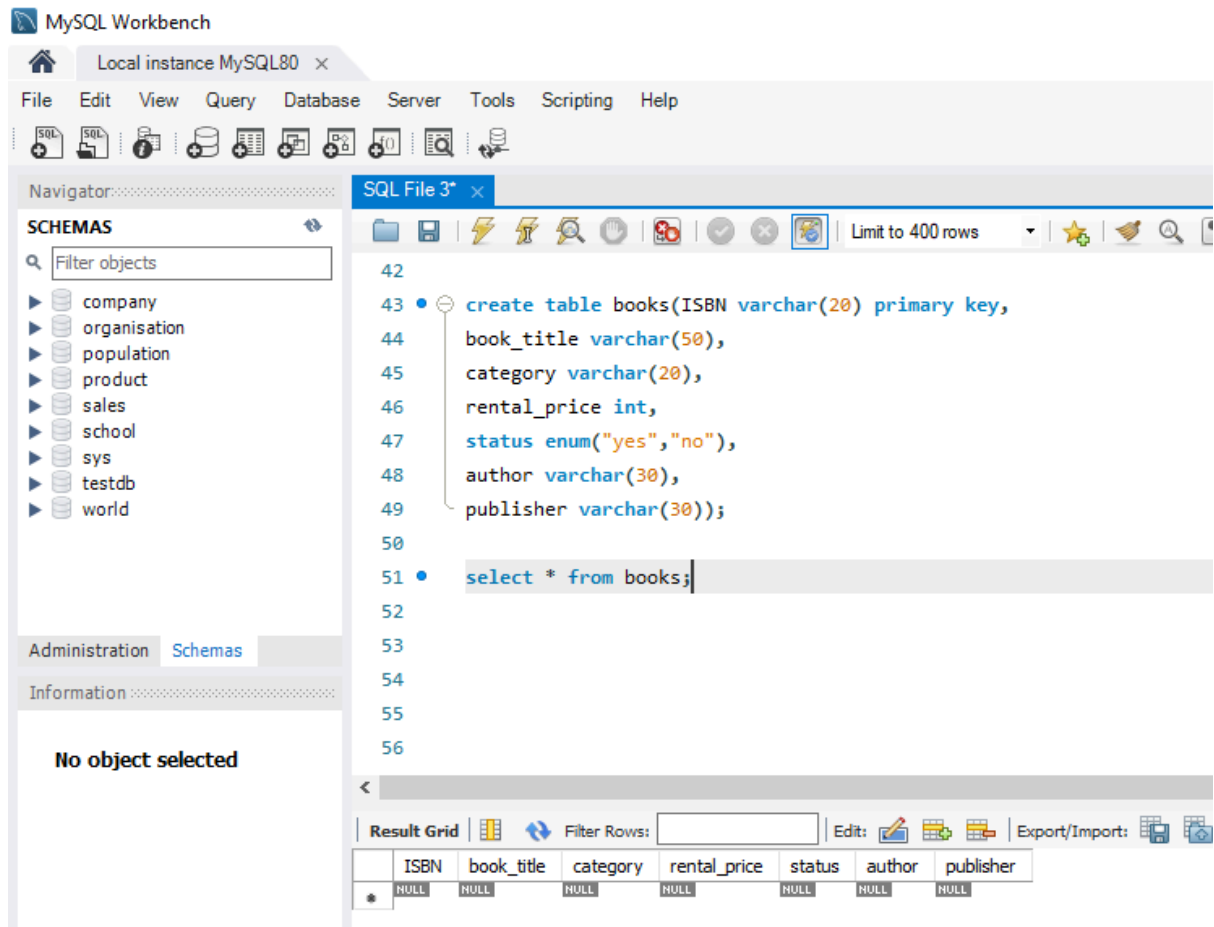 MySQL Workbench
Local instance MySQL80
File Edit View Query Database Server Tools Scripting Help
SQL SQL
Navigator
SQL File 3*
SCHEMAS
Limit to 400 rows
Filter objects
company
organisation
population
product
sales
school
sys
testdb
world
42
43 create table books(ISBN varchar(20) primary key,
44 book_title varchar(50),
45 category varchar(20),
46 rental_price int,
47 status enum("yes","no"),
48 author varchar(30),
49 publisher varchar(30));
50
51 select * from books;
52
53
54
55
56
Administration Schemas
Information
No object selected
Result Grid Filter Rows: Edit: Export/Import:
ISBN book_title category rental_price status author publisher
NULL NULL NULL NULL NULL NULL NULL